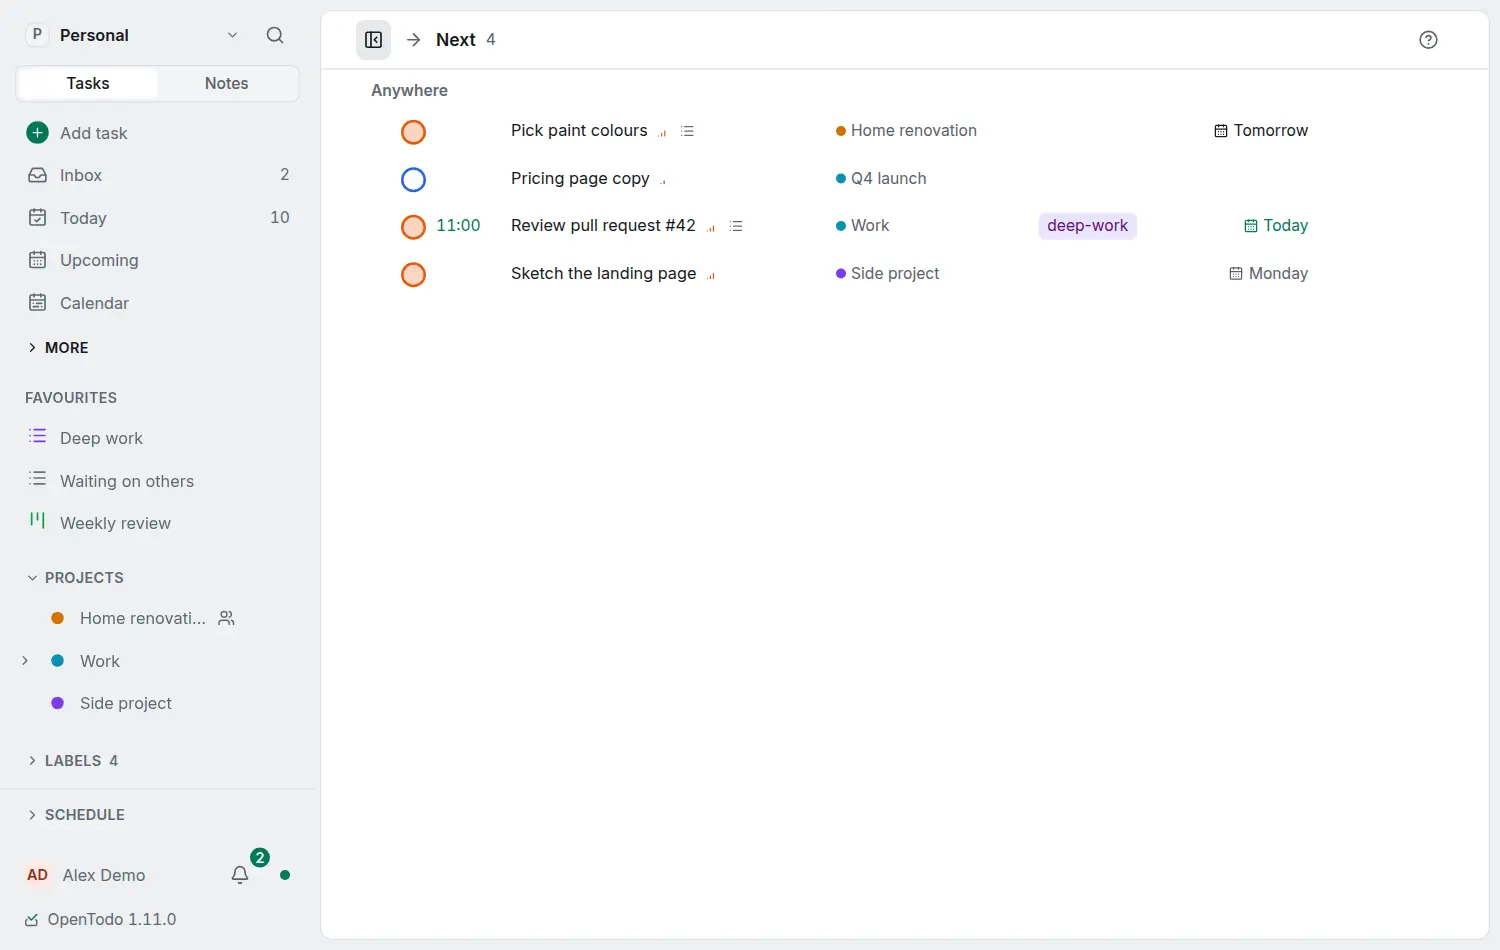 P Personal
Tasks Notes
Add task
Inbox 2
Today 10
Upcoming
Calendar
MORE
FAVOURITES
Deep work
Waiting on others
Weekly review
PROJECTS
Home renovati...
Work
Side project
LABELS 4
SCHEDULE
2
AD Alex Demo
OpenTodo 1.11.0
Next 4
Anywhere
Pick paint colours Home renovation Tomorrow
Pricing page copy Q4 launch
11:00 Review pull request #42 Work deep-work Today
Sketch the landing page Side project Monday